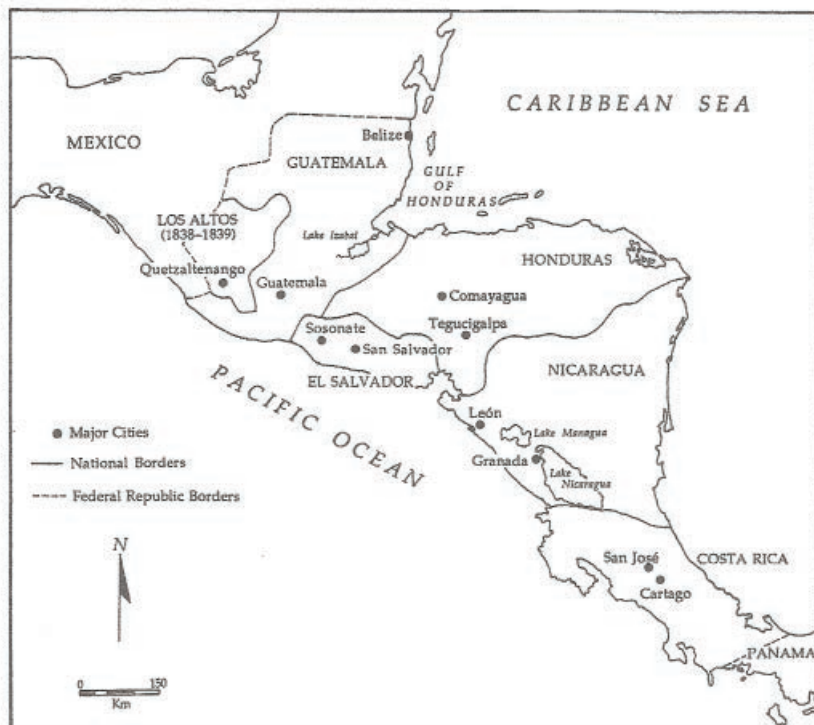 CARIBBEAN SEA
MEXICO
Belize
GUATEMALA
GULF
OF
HONDURAS
LOS ALTOS
(1838–1839)
Lake Izabal
Quetzaltenango
Guatemala
HONDURAS
Comayagua
Tegucigalpa
Sosonate
San Salvador
EL SALVADOR
NICARAGUA
PACIFIC OCEAN
León
Lake Managua
Granada
Lake
Nicaragua
Major Cities
National Borders
Federal Republic Borders
N
San José
COSTA RICA
Cartago
PANAMA
0 150
Km